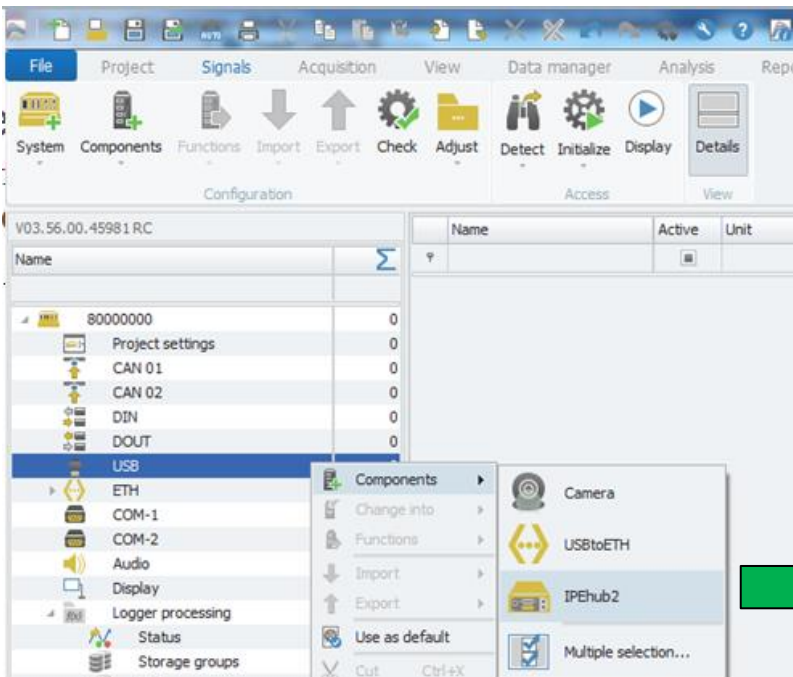 AUTO
File Project Signals Acquisition View Data manager Analysis Repo
System Components Functions Import Export Check Adjust Detect Initialize Display Details
Configuration Access View
V03.56.00.45981 RC
Name Σ
Name Active Unit
80000000 0
Project settings 0
CAN 01 0
CAN 02 0
DIN 0
DOUT 0
USB
ETH
COM-1
COM-2
Audio
Display
f(x) Logger processing
Status
Storage groups
Components
Change into
Functions
Import
Export
Use as default
Cut Ctrl+X
Camera
USBtoETH
IPEhub2
Multiple selection...